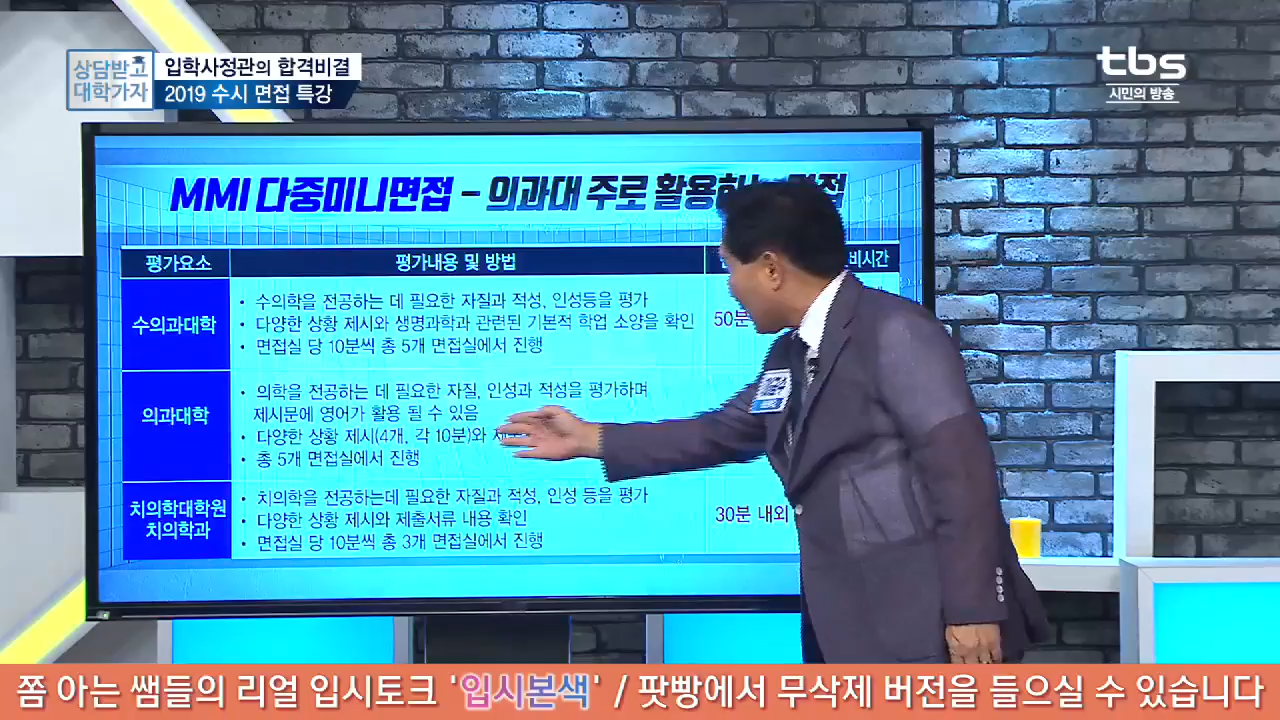 상담받고
대학가자
입학사정관의 합격비결
2019 수시 면접 특강
tbs
시민의 방송
MMI 다중미니면접 - 의과대 주로 활용하
평가요소
평가내용 및 방법
비시간
수의과대학
• 수의학을 전공하는 데 필요한 자질과 적성, 인성등을 평가
• 다양한 상황 제시와 생명과학과 관련된 기본적 학업 소양을 확인
• 면접실 당 10분씩 총 5개 면접실에서 진행
50분
의과대학
• 의학을 전공하는 데 필요한 자질, 인성과 적성을 평가하며
제시문에 영어가 활용 될 수 있음
• 다양한 상황 제시(4개, 각 10분)와
• 총 5개 면접실에서 진행
치의학대학원
치의학과
• 치의학을 전공하는데 필요한 자질과 적성, 인성 등을 평가
• 다양한 상황 제시와 제출서류 내용 확인
• 면접실 당 10분씩 총 3개 면접실에서 진행
30분 내외
쫌 아는 쌤들의 리얼 입시토크 '입시본색' / 팟빵에서 무삭제 버전을 들으실 수 있습니다